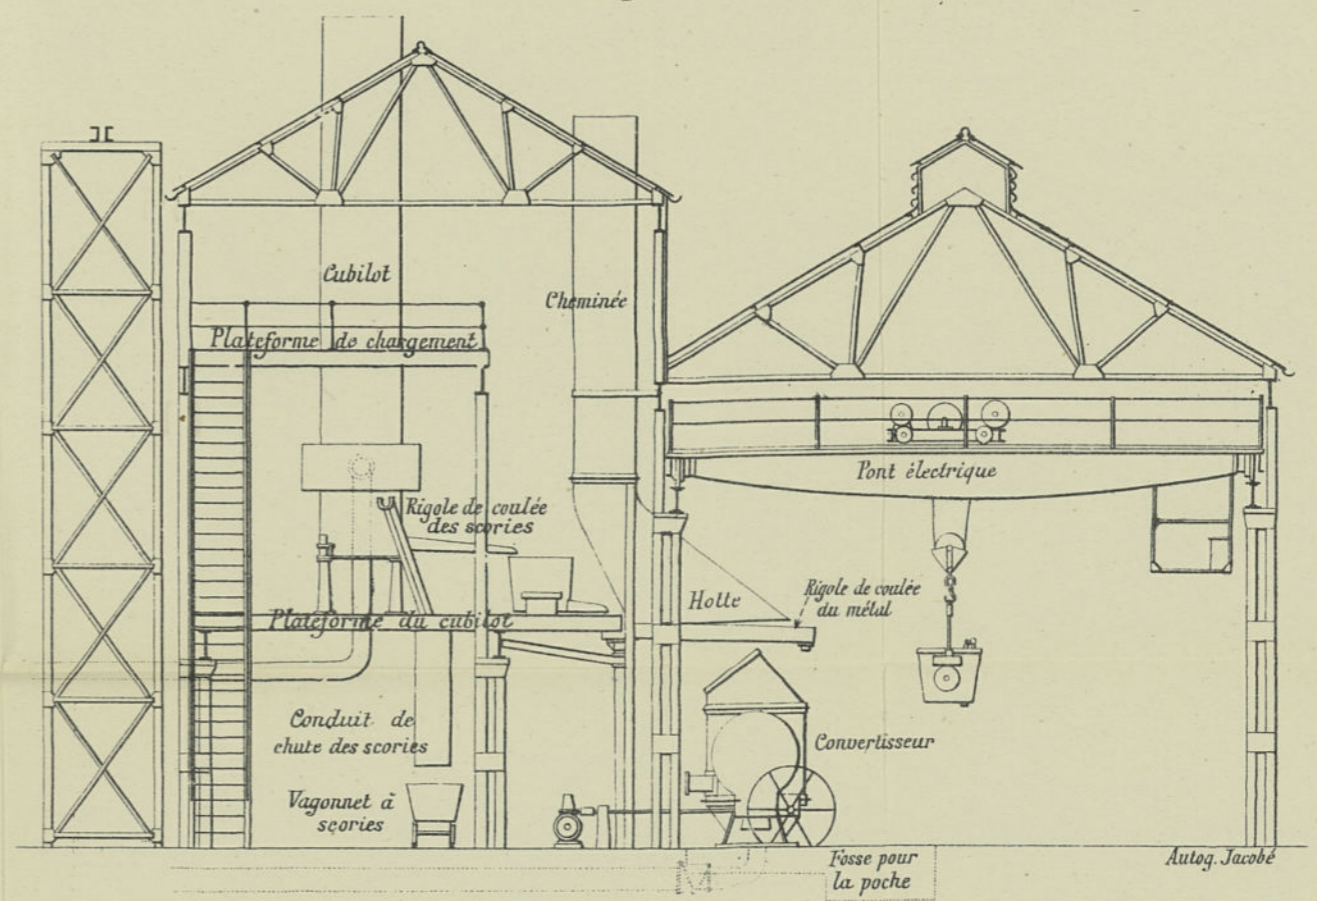 Cubilot
Cheminée
Plateforme de chargement
Pont électrique
Rigole de coulée
des scories
Rigole de coulée
du métal
Hotte
Plateforme du cubilot
Conduit de
chute des scories
Convertisseur
Vagonnet à
scories
Fosse pour
la poche
Autog. Jacobé
M